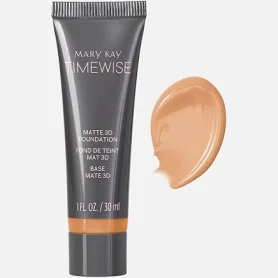 MARY KAY
TIMEWISE
MATTE 3D
FOUNDATION
FOND DE TEINT
MAT 3D
BASE
MATE 3D
1 FL. OZ. / 30 ml